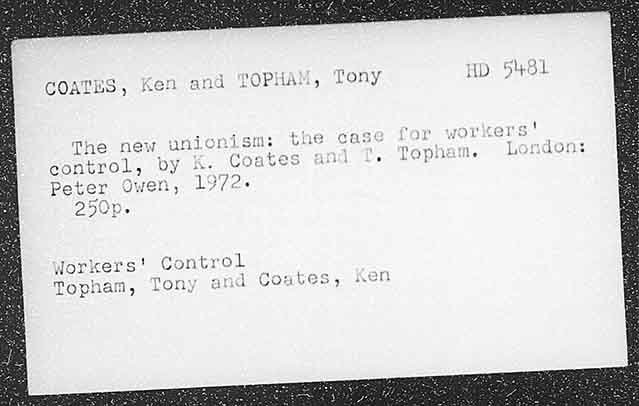 COATES, Ken and TOPHAM, Tony HD 5481
The new unionism: the case for workers'
control, by K. Coates and T. Topham. London:
Peter Owen, 1972.
250p.
Workers' Control
Topham, Tony and Coates, Ken